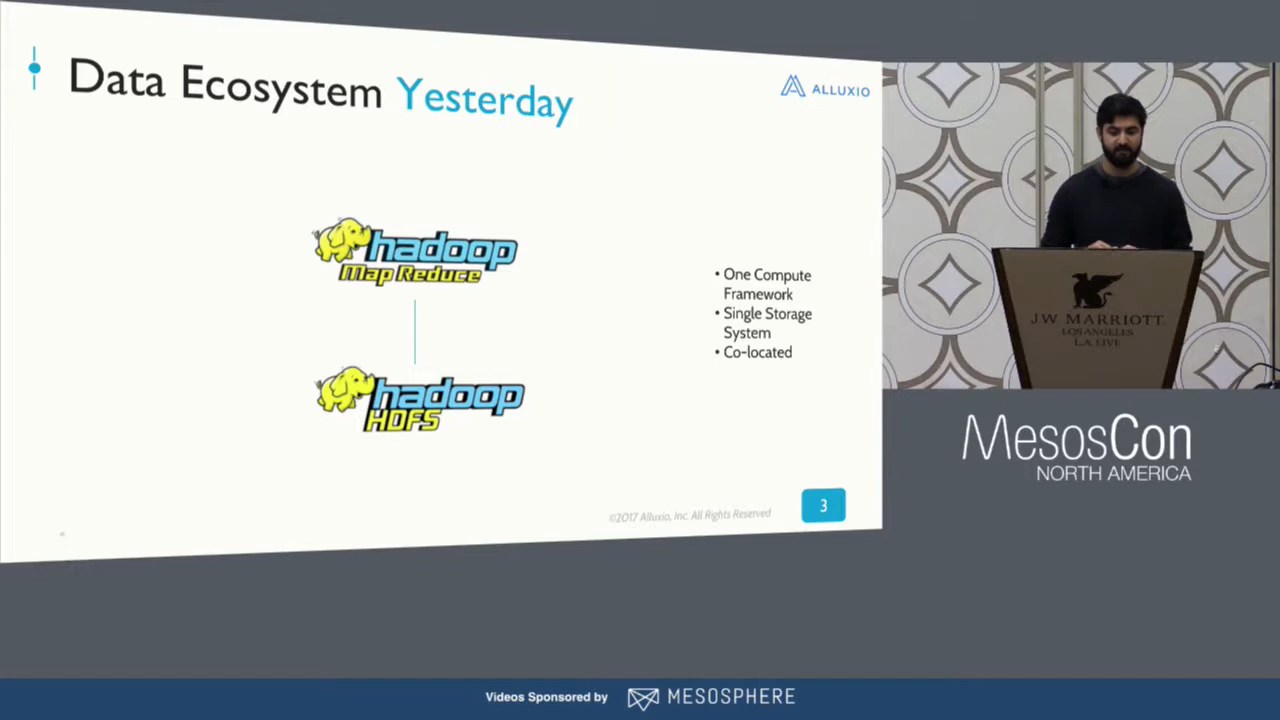 Data Ecosystem Yesterday
ALLUXIO
hadoop
Map Reduce
hadoop
HDFS
• One Compute
Framework
• Single Storage
System
• Co-located
©2017 Alluxio, Inc. All Rights Reserved
3
JW MARRIOTT
LOS ANGELES
L.A. LIVE
MesosCon
NORTH AMERICA
Videos Sponsored by
MESOSPHERE